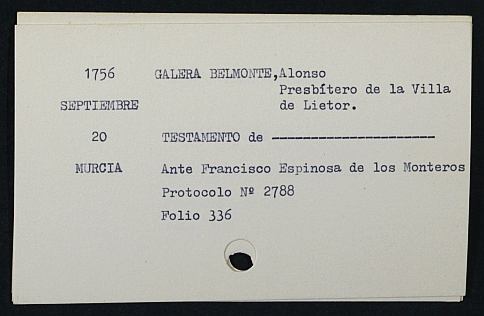 1756 GALERA BELMONTE,Alonso
Presbítero de la Villa
SEPTIEMBRE de Lietor.
20 TESTAMENTO de ----------------------
MURCIA Ante Francisco Espinosa de los Monteros
Protocolo Nº 2788
Folio 336